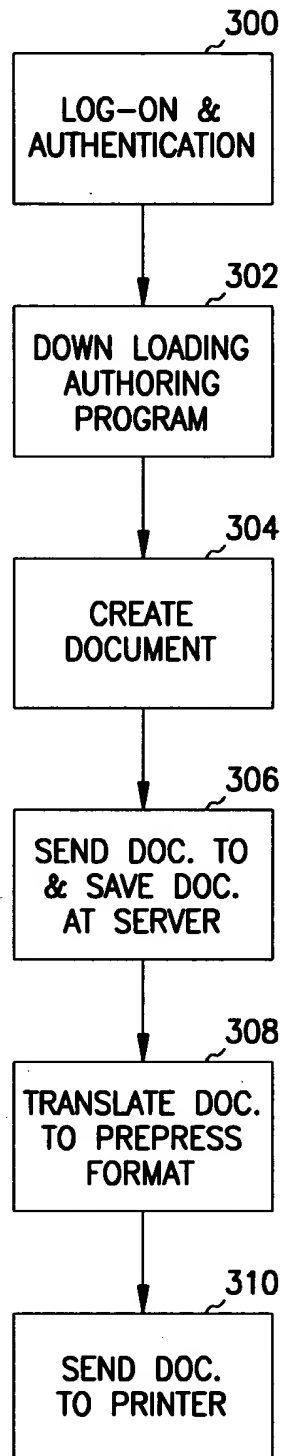 300
LOG-ON &
AUTHENTICATION
302
DOWN LOADING
AUTHORING
PROGRAM
304
CREATE
DOCUMENT
306
SEND DOC. TO
& SAVE DOC.
AT SERVER
308
TRANSLATE DOC.
TO PREPRESS
FORMAT
310
SEND DOC.
TO PRINTER